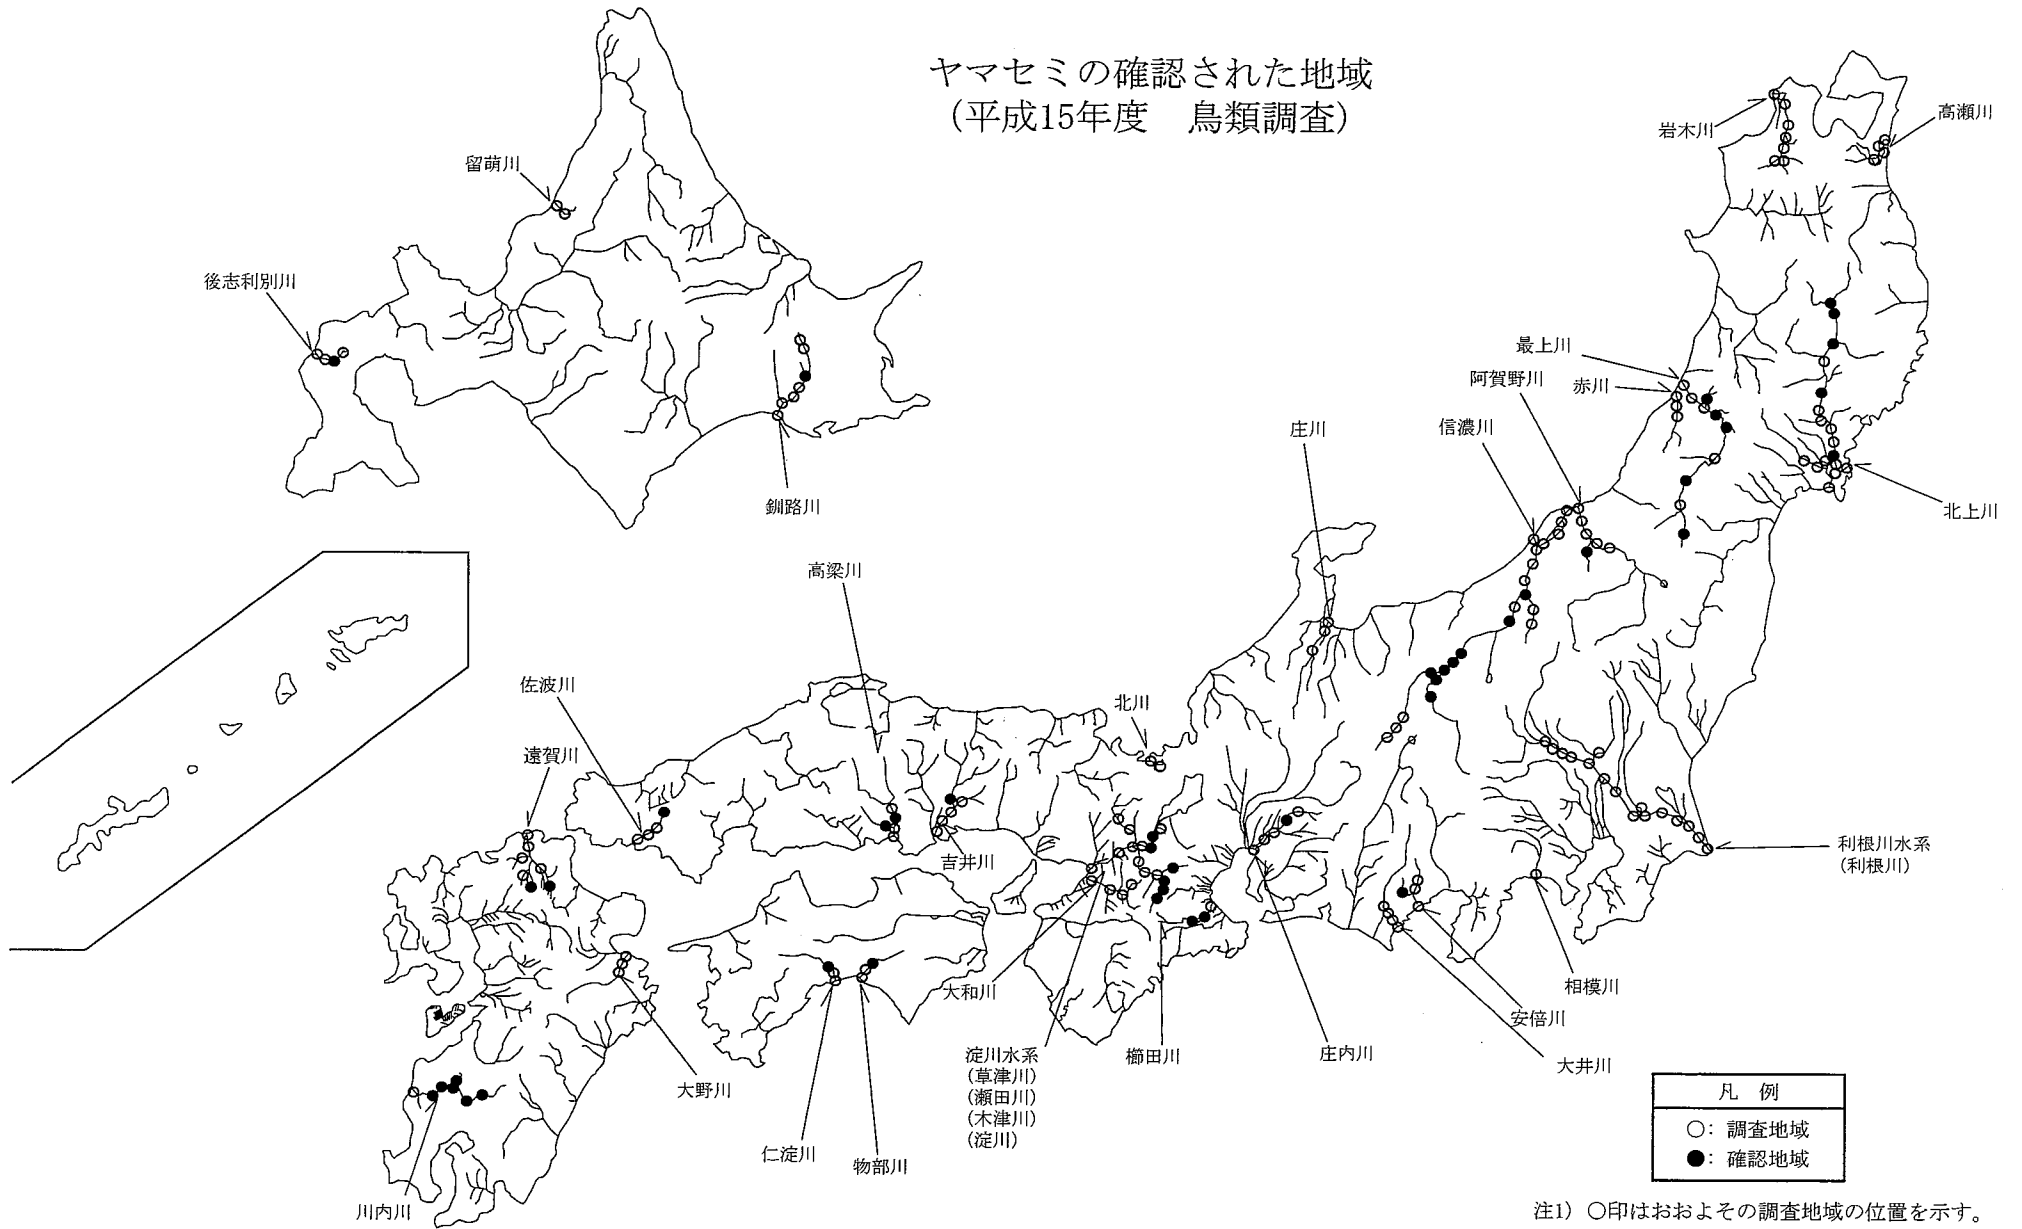 ヤマセミの確認された地域
(平成15年度　鳥類調査)
岩木川
高瀬川
留萌川
後志利別川
最上川
阿賀野川
赤川
庄川
信濃川
釧路川
北上川
高梁川
佐波川
北川
遠賀川
吉井川
利根川水系
(利根川)
大和川
相模川
安倍川
淀川水系
(草津川)
(瀬田川)
(木津川)
(淀川)
櫛田川
庄内川
大井川
大野川
仁淀川
物部川
川内川
凡　例
○：調査地域
●：確認地域
注1) ○印はおおよその調査地域の位置を示す。